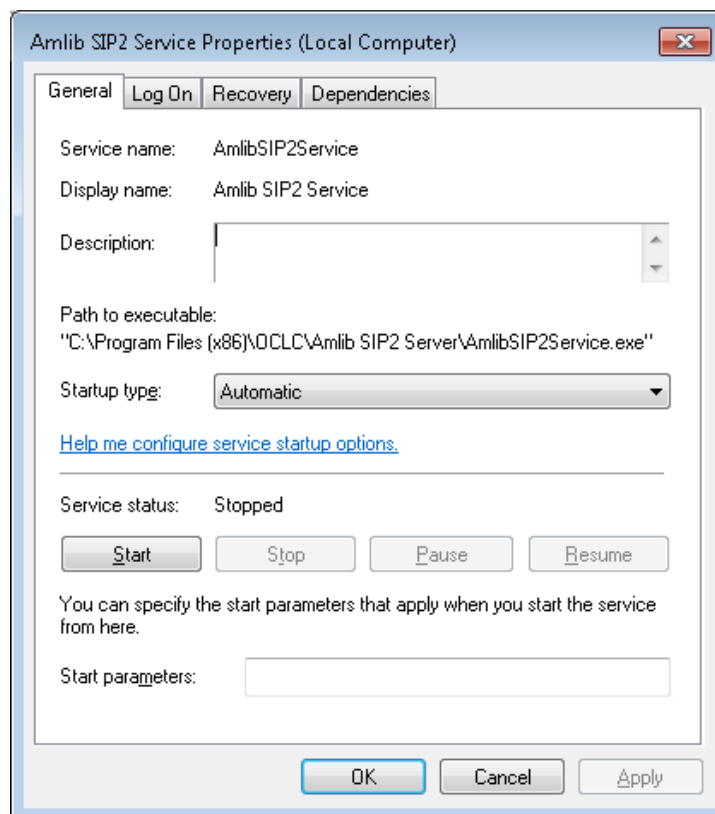 Amlib SIP2 Service Properties (Local Computer)
General Log On Recovery Dependencies
Service name: AmlibSIP2Service
Display name: Amlib SIP2 Service
Description:
Path to executable:
"C:\Program Files (x86)\OCLC\Amlib SIP2 Server\AmlibSIP2Service.exe"
Startup type: Automatic
Help me configure service startup options.
Service status: Stopped
Start Stop Pause Resume
You can specify the start parameters that apply when you start the service
from here.
Start parameters:
OK Cancel Apply